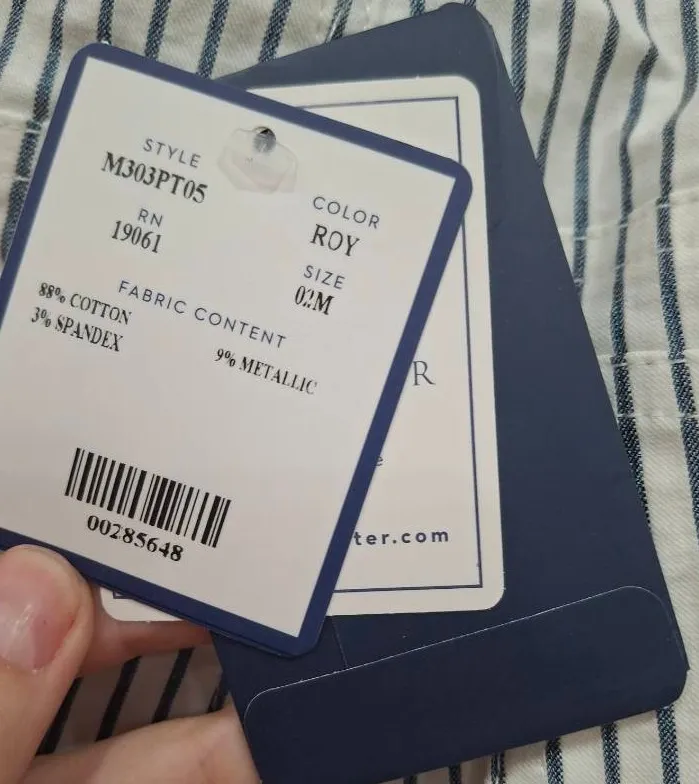 STYLE
M303PT05
RN
19061
COLOR
ROY
SIZE
02M
FABRIC CONTENT
88% COTTON
3% SPANDEX
9% METALLIC
00285648
R
e
ter.com